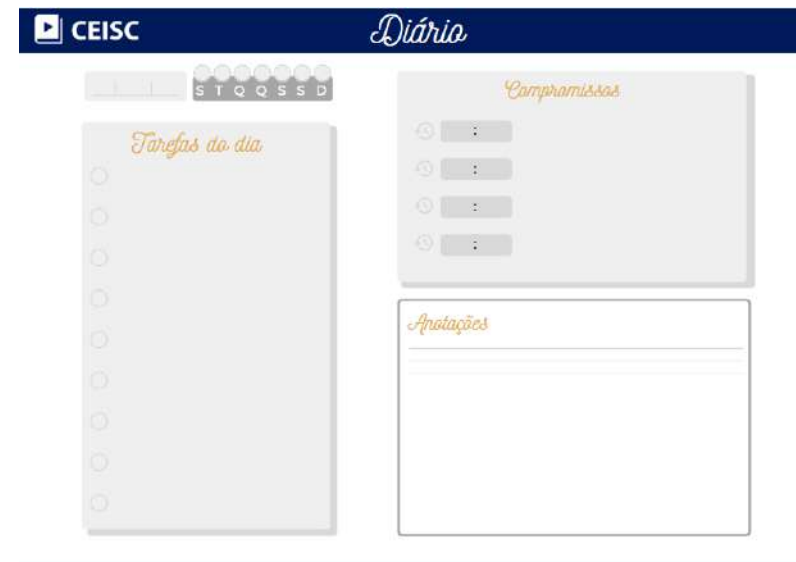 CEISC
Diário
S T Q Q S S D
Tarefas do dia
Compromissos
:
:
:
:
Anotações